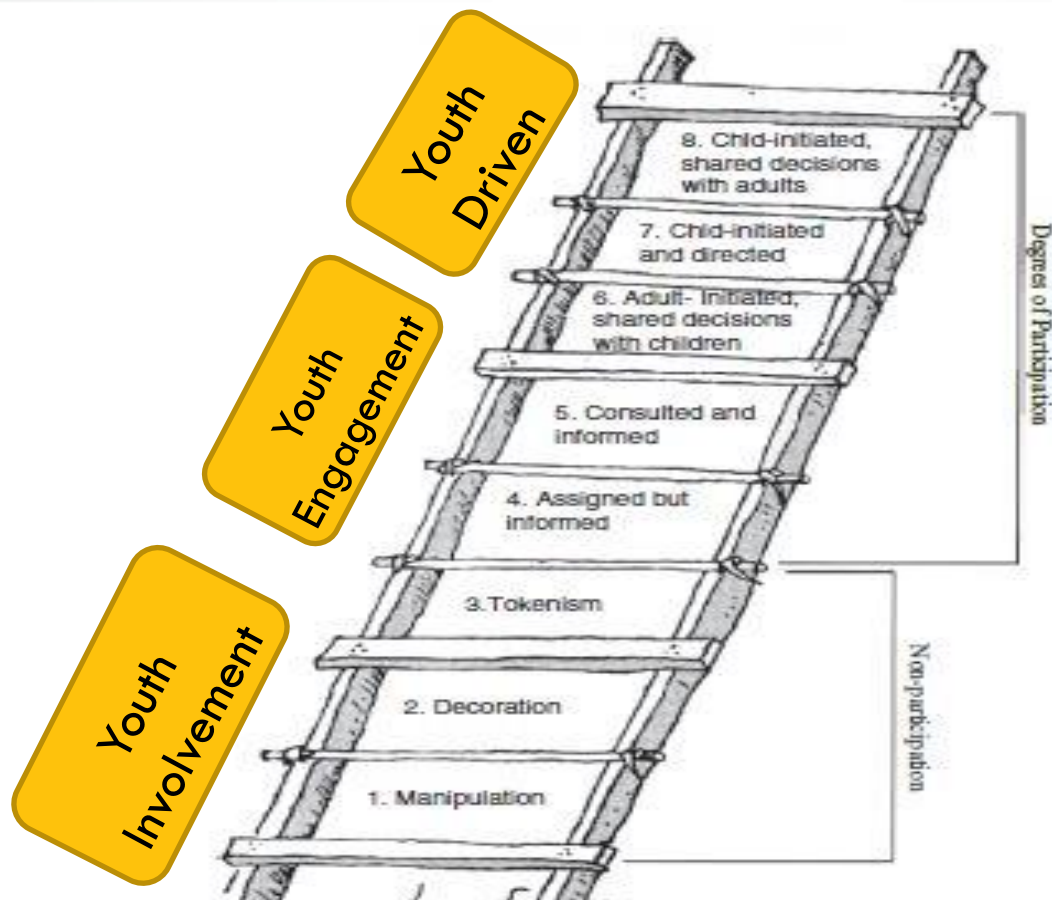 Youth
Driven
Youth
Engagement
Youth
Involvement
8. Chld-initiated,
shared decisions
with adults
7. Chld-initiated
and directed
6. Adult- initiated,
shared decisions
with children
5. Consulted and
informed
4. Assigned but
informed
3.Tokenism
2. Decoration
1. Manipulation
Degrees of Participation
Non-participation